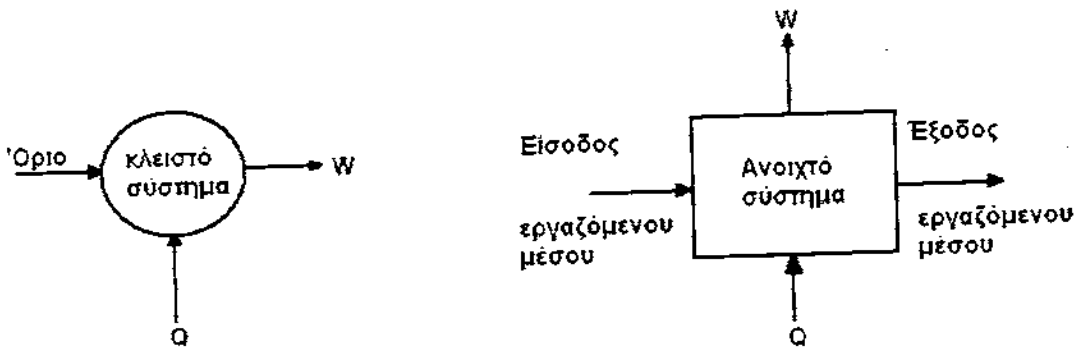 Όριο
κλειστό
σύστημα
W
Q
W
Είσοδος
εργαζόμενου
μέσου
Ανοιχτό
σύστημα
Έξοδος
εργαζόμενου
μέσου
Q